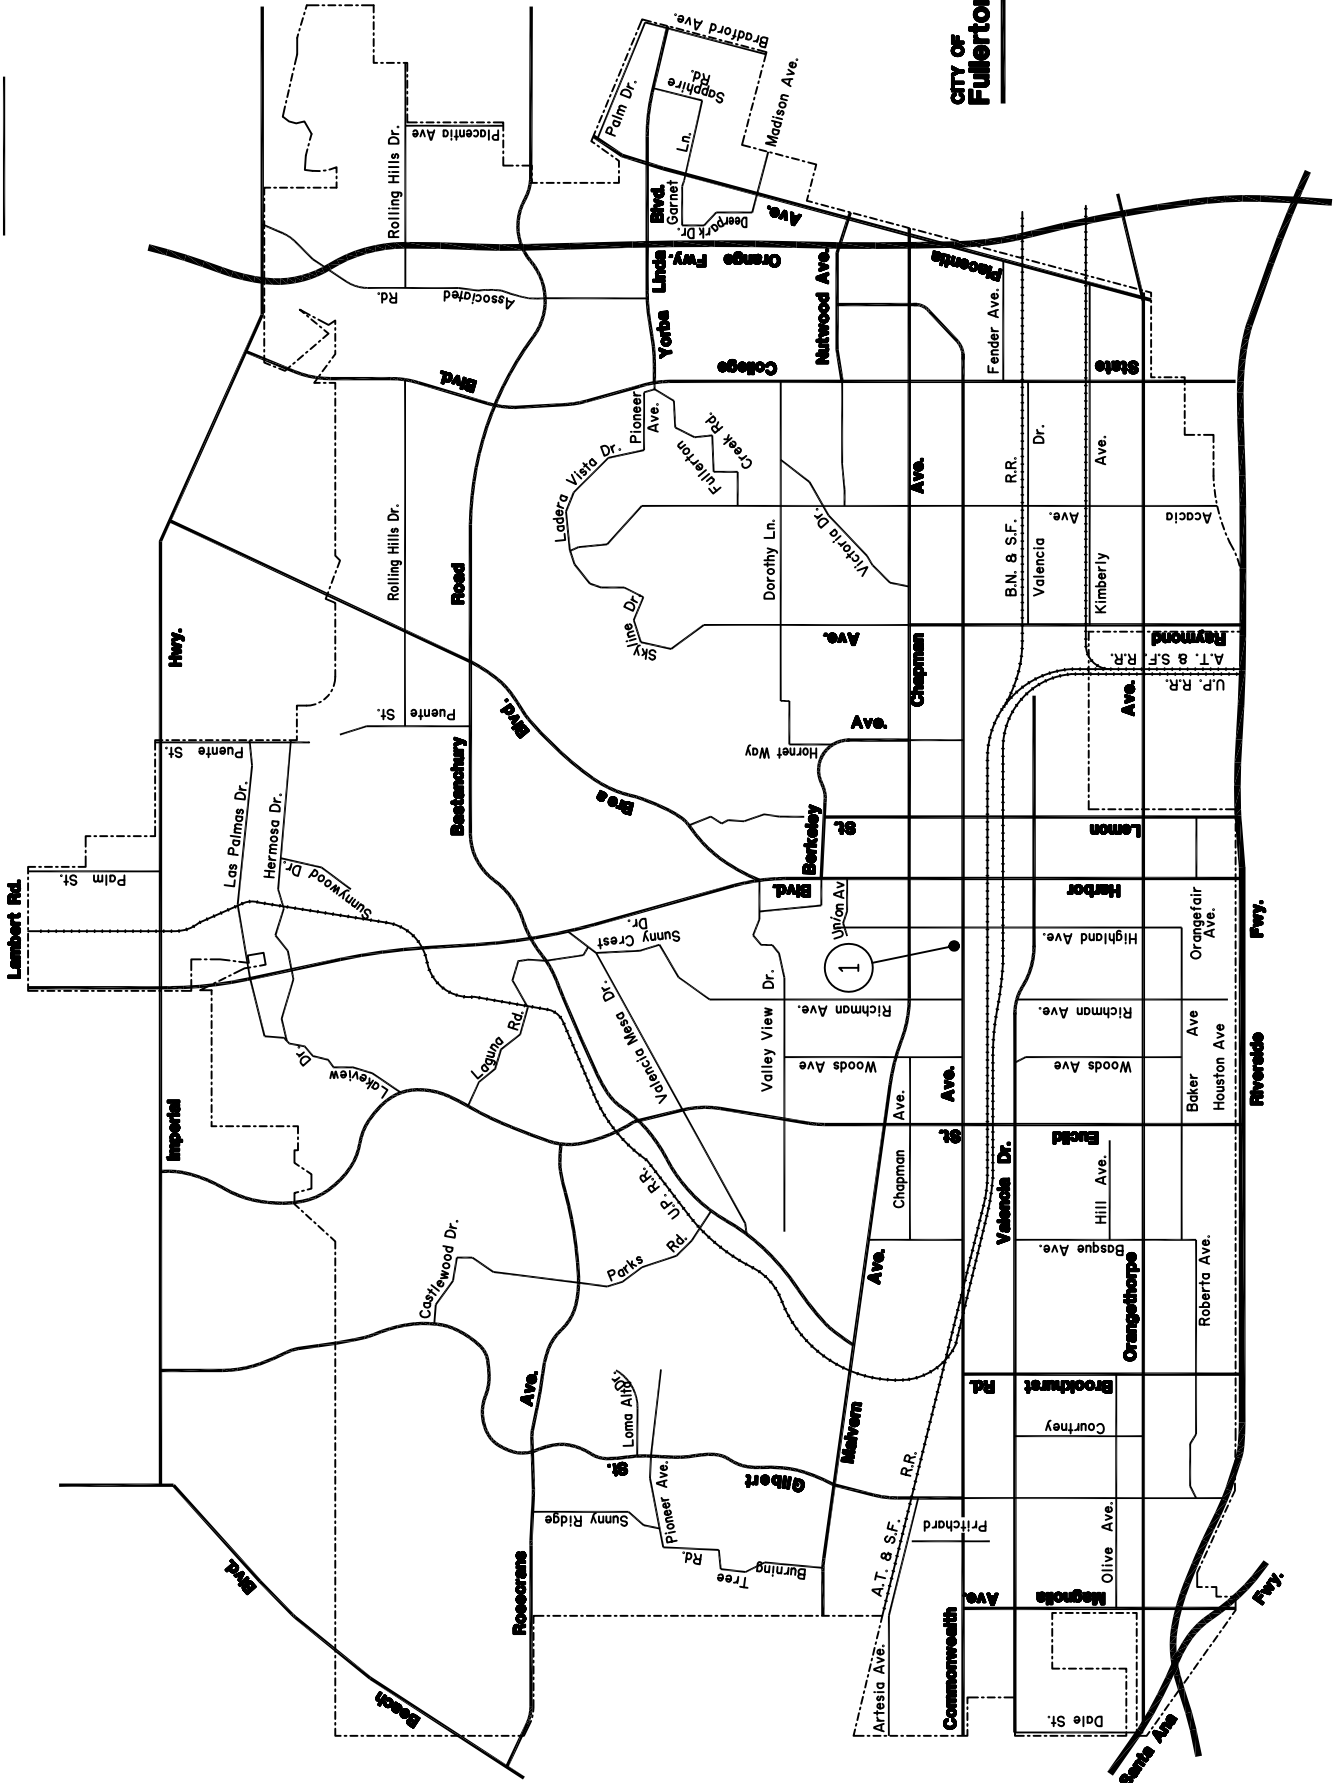 CITY OF
Fullerton
Bradford Ave.
Palm Dr.
Sapphire
Rd.
Madison Ave.
Ln.
Garnet
Deerpark Dr.
Placentia Ave
Rolling Hills Dr.
Blvd.
Linda
Yorba
Ave.
Placentia
Orange
Fwy.
Nutwood Ave.
Associated
Rd.
Fender Ave.
College
Blvd.
State
Pioneer
Ave.
Ladera Vista Dr.
Fullerton
Creek Rd.
Dr.
R.R.
Ave.
Ave.
Rolling Hills Dr.
Road
Dorothy Ln.
Victoria Dr.
B.N. & S.F.
Valencia
Ave.
Acacia
Kimberly
Skyline Dr
Hwy.
Ave.
Chapman
Raymond
A.T. & S.F. R.R.
U.P. R.R.
Ave.
Puente
St.
Blvd.
Ave.
Hornet Way
Puente
St.
Las Palmas Dr.
Hermosa Dr.
Bastanchury
Brea
Berkeley
St.
Lemon
Palm St.
Sunnywood Dr.
Lambert Rd.
Blvd.
Harbor
Union Av
Orangefair
Ave.
Fwy.
Sunny Crest
Dr.
Highland Ave.
1
Valencia Mesa Dr.
Valley View Dr.
Richman Ave.
Richman Ave.
Laguna Rd.
Lakeview
Dr.
Woods Ave
Woods Ave
Baker Ave
Houston Ave
Riverside
Imperial
Ave.
Chapman Ave.
St.
Euclid
Valencia Dr.
Hill Ave.
U.P. R.R.
Castlewood Dr.
Parks Rd.
Ave.
Basque Ave.
Orangethorpe
Roberta Ave.
Ave.
Loma Alta
Dr.
Rd.
Brookhurst
Courtney
Malvern
St.
Gilbert
Pioneer Ave.
Sunny Ridge
R.R.
A.T. & S.F.
Pritchard
Olive Ave.
Burning
Tree
Rd.
Blvd.
Beach
Rosecrans
Artesia Ave.
Commonwealth
Ave.
Magnolia
Dale St.
Santa Ana
Fwy.